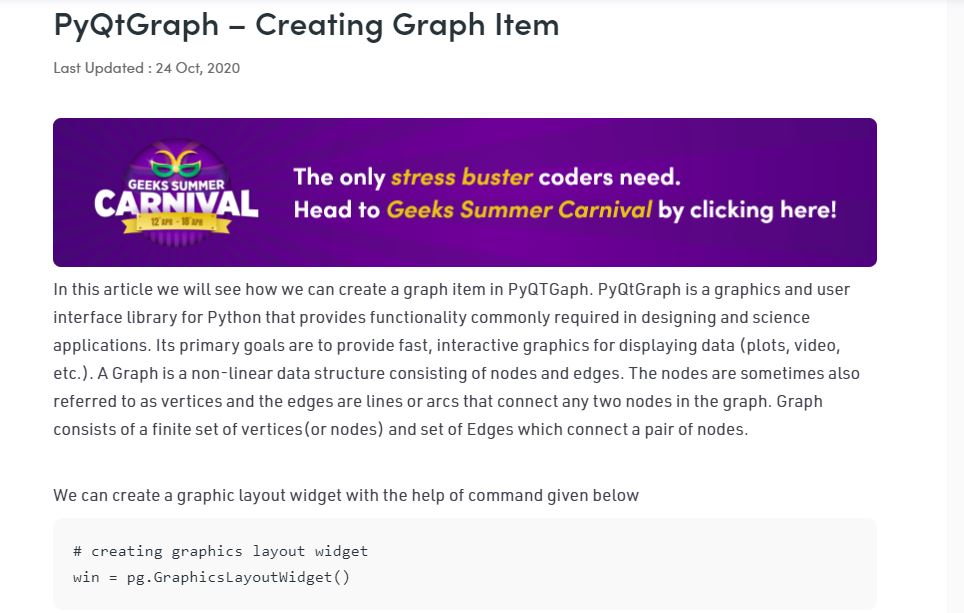 PyQtGraph – Creating Graph Item
Last Updated : 24 Oct, 2020
GEEKS SUMMER
CARNIVAL
12 APR - 18 APR
The only stress buster coders need.
Head to Geeks Summer Carnival by clicking here!
In this article we will see how we can create a graph item in PyQTGaph. PyQtGraph is a graphics and user
interface library for Python that provides functionality commonly required in designing and science
applications. Its primary goals are to provide fast, interactive graphics for displaying data (plots, video,
etc.). A Graph is a non-linear data structure consisting of nodes and edges. The nodes are sometimes also
referred to as vertices and the edges are lines or arcs that connect any two nodes in the graph. Graph
consists of a finite set of vertices(or nodes) and set of Edges which connect a pair of nodes.
We can create a graphic layout widget with the help of command given below
# creating graphics layout widget
win = pg.GraphicsLayoutWidget()